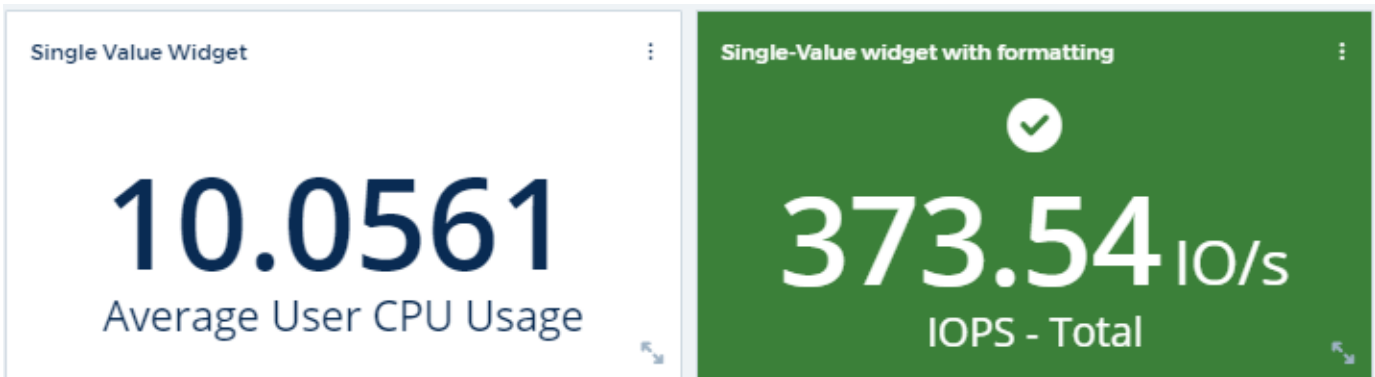 Single Value Widget
10.0561
Average User CPU Usage
Single-Value widget with formatting
373.54 IO/s
IOPS - Total